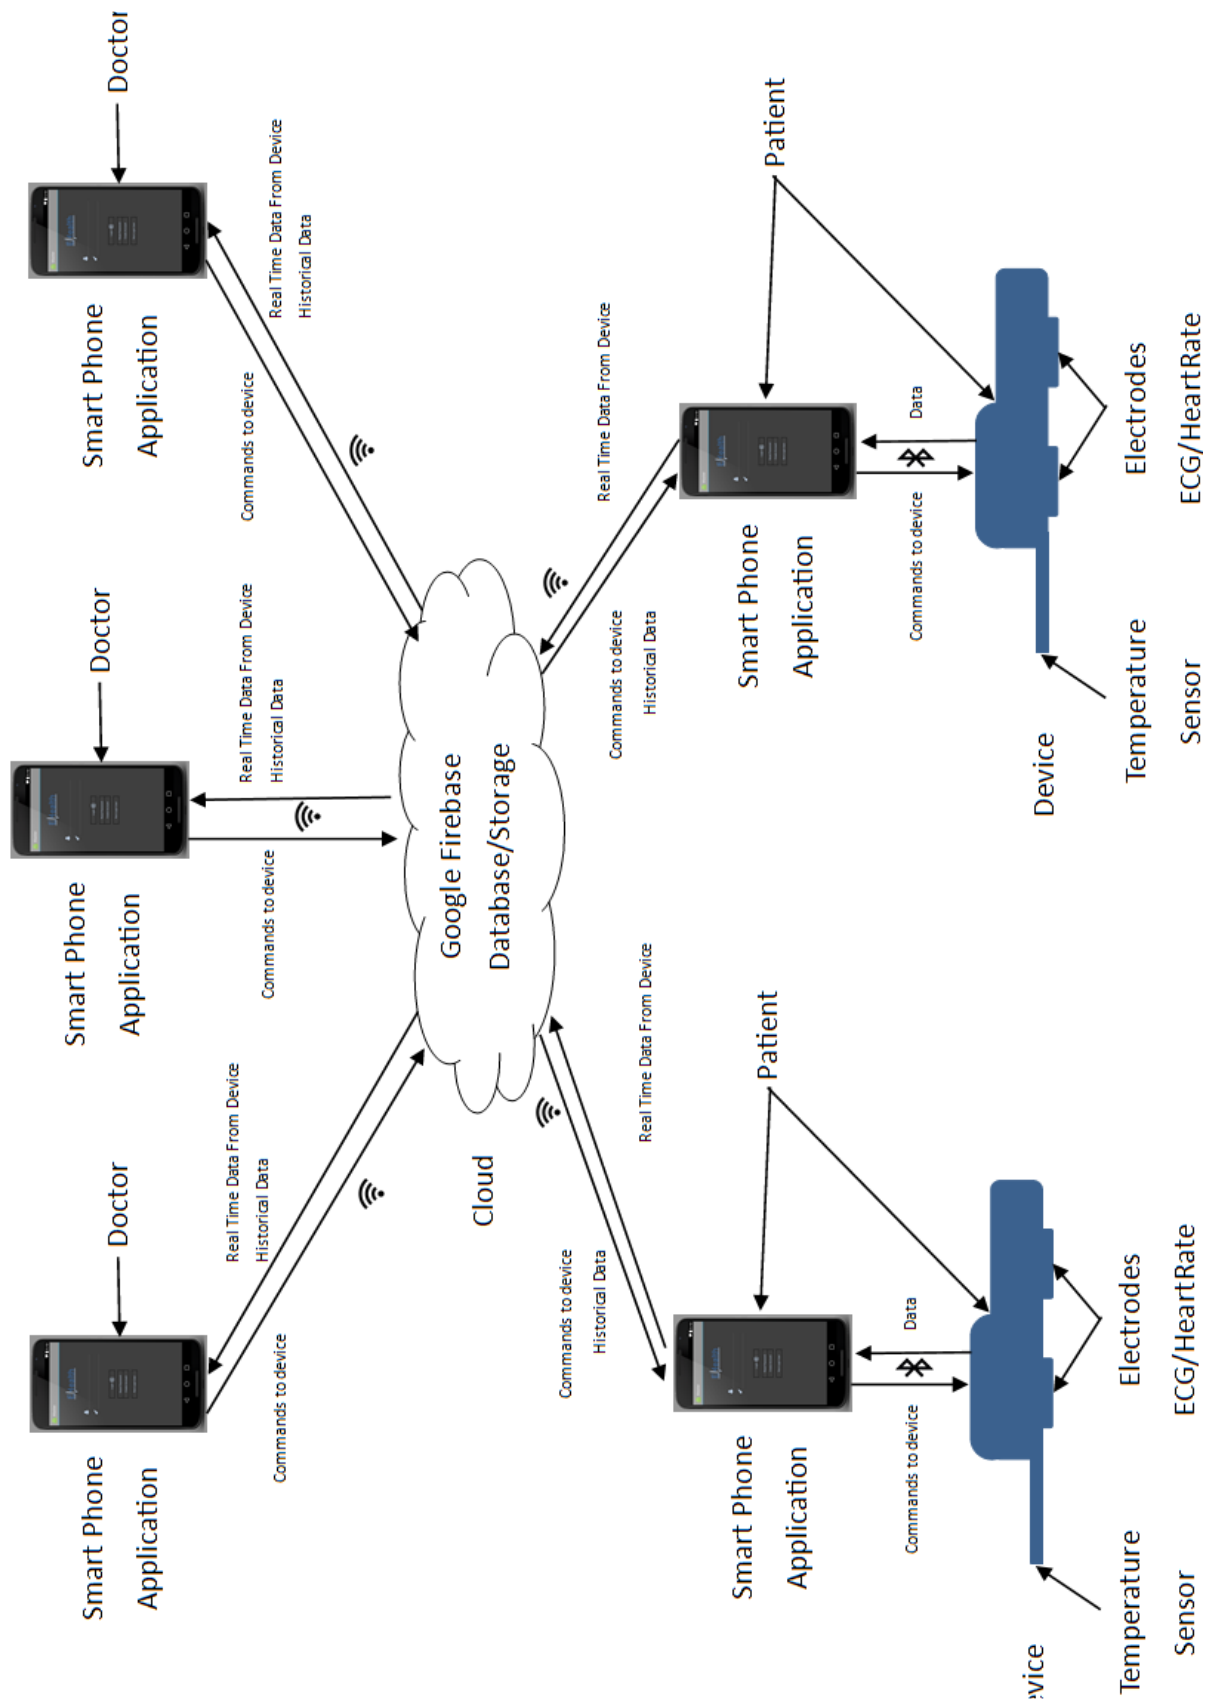 Smart Phone
Application
Doctor
Smart Phone
Application
Doctor
Smart Phone
Application
Doctor
Real Time Data From Device
Historical Data
Commands to device
Real Time Data From Device
Historical Data
Commands to device
Real Time Data From Device
Historical Data
Commands to device
Google Firebase
Database/Storage
Cloud
Commands to device
Historical Data
Real Time Data From Device
Commands to device
Historical Data
Real Time Data From Device
Smart Phone
Application
Patient
Commands to device
Data
evice
Temperature
Sensor
Electrodes
ECG/HeartRate
Smart Phone
Application
Patient
Commands to device
Data
Device
Temperature
Sensor
Electrodes
ECG/HeartRate